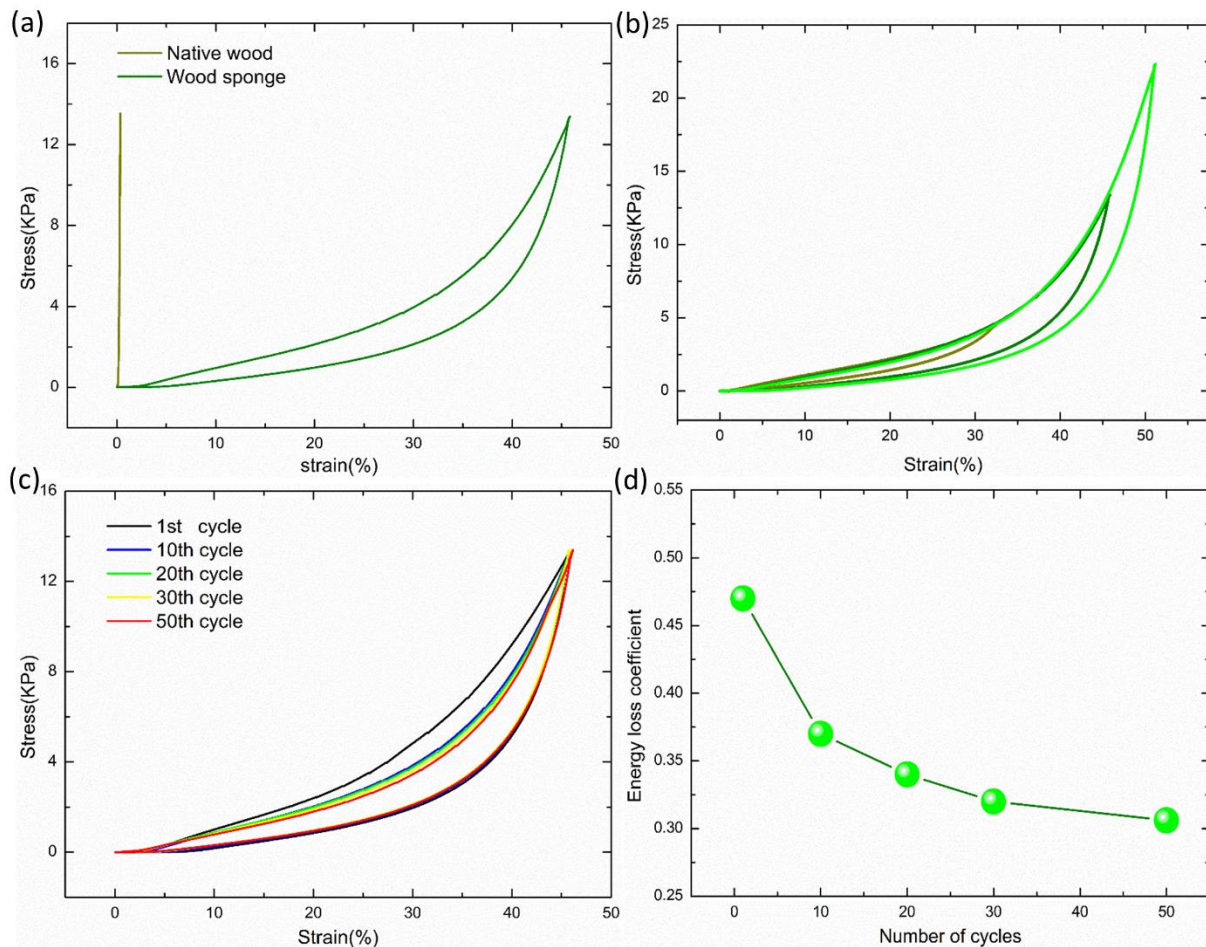 (a)
16
12
8
4
0
Stress(KPa)
Native wood
Wood sponge
0 10 20 30 40 50
strain(%)
(b)
25
20
15
10
5
0
Stress(KPa)
0 10 20 30 40 50
Strain(%)
(c)
16
12
8
4
0
Stress(KPa)
1st cycle
10th cycle
20th cycle
30th cycle
50th cycle
0 10 20 30 40 50
Strain(%)
(d)
0.55
0.50
0.45
0.40
0.35
0.30
0.25
Energy loss coefficient
0 10 20 30 40 50
Number of cycles